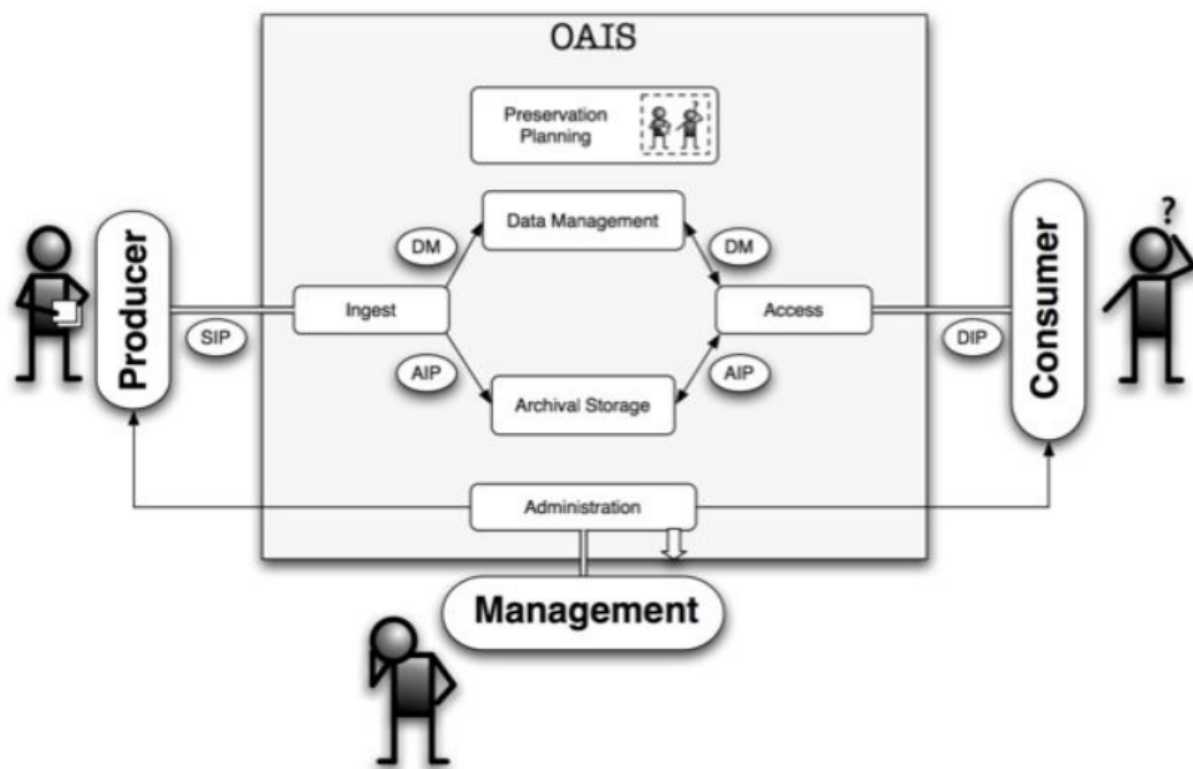 OAIS
Preservation
Planning
?
Data Management
DM
DM
Producer
SIP
Ingest
Access
DIP
Consumer
?
AIP
AIP
Archival Storage
Administration
Management